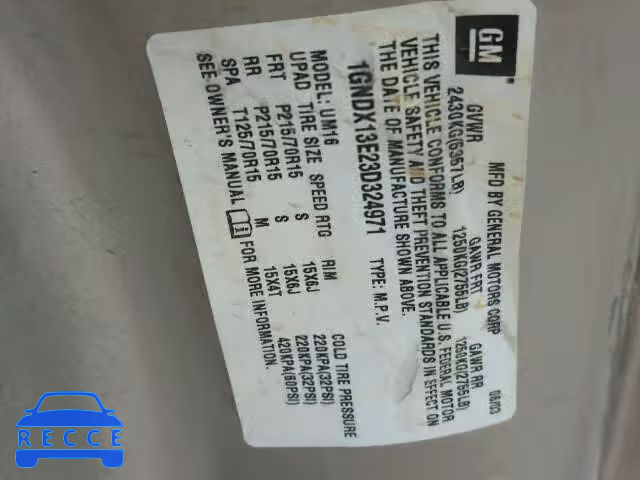 GM
MFD BY GENERAL MOTORS CORP 06/03
GVWR GAWR FRT GAWR RR
2430KG(5357LB) 1250KG(2755LB) 1250KG(2755LB)
THIS VEHICLE CONFORMS TO ALL APPLICABLE U.S. FEDERAL MOTOR
VEHICLE SAFETY AND THEFT PREVENTION STANDARDS IN EFFECT ON
THE DATE OF MANUFACTURE SHOWN ABOVE.
1GNDX13E23D324971 TYPE: M.P.V.
MODEL: UM16
UPAD TIRE SIZE SPEED RTG RIM COLD TIRE PRESSURE
FRT P215/70R15 S 15X6J 220KPA(32PSI)
RR P215/70R15 S 15X6J 220KPA(32PSI)
SPA T125/70R15 M 15X4T 420KPA(60PSI)
SEE OWNER'S MANUAL FOR MORE INFORMATION.
RECCE